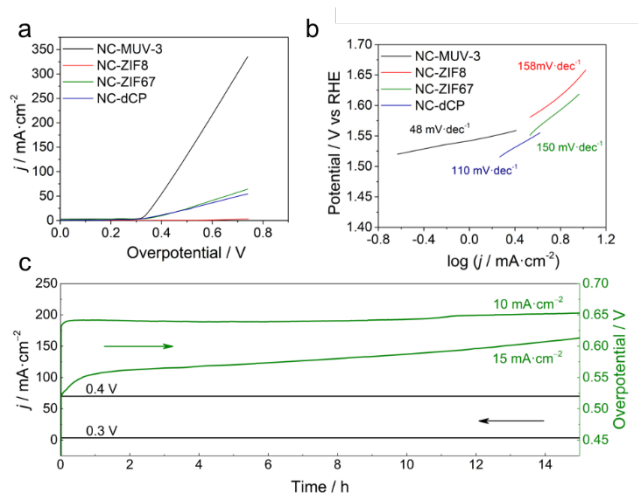 a
NC-MUV-3
NC-ZIF8
NC-ZIF67
NC-dCP
350
300
250
200
150
100
50
0
j / mA·cm-2
0.0 0.2 0.4 0.6 0.8 1.0
Overpotential / V
b
NC-MUV-3
NC-ZIF8
NC-ZIF67
NC-dCP
1.70
1.65
1.60
1.55
1.50
1.45
1.40
Potential / V vs RHE
158mV·dec-1
48 mV·dec-1
150 mV·dec-1
110 mV·dec-1
-0.8 -0.4 0.0 0.4 0.8 1.2
log (j / mA·cm-2)
c
250
200
150
100
50
0
j / mA·cm-2
10 mA·cm-2
15 mA·cm-2
0.4 V
0.3 V
0.70
0.65
0.60
0.55
0.50
0.45
Overpotential / V
0 2 4 6 8 10 12 14
Time / h